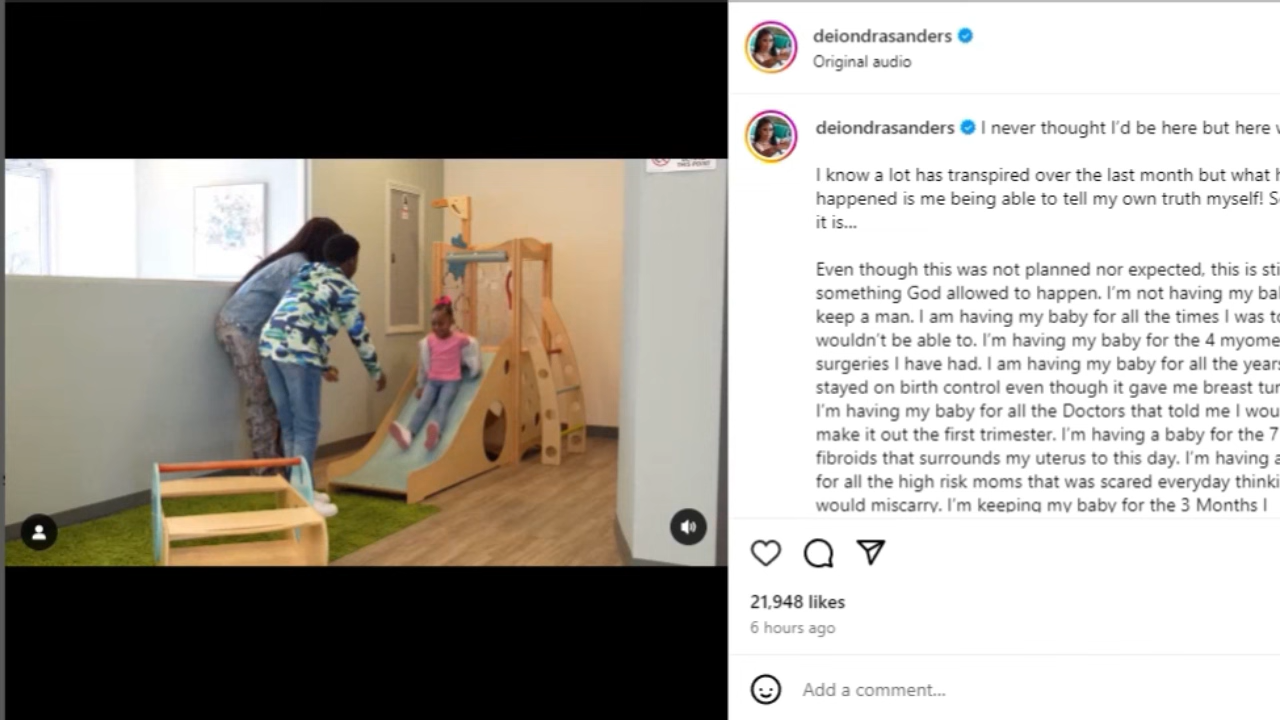 deiondrasanders
Original audio
deiondrasanders I never thought I'd be here but here
I know a lot has transpired over the last month but what
happened is me being able to tell my own truth myself!
it is...
Even though this was not planned nor expected, this is
something God allowed to happen. I'm not having my
keep a man. I am having my baby for all the times I was
wouldn't be able to. I'm having my baby for the 4
surgeries I have had. I am having my baby for all the
stayed on birth control even though it gave me breast
I'm having my baby for all the Doctors that told me I
make it out the first trimester. I'm having a baby for the 7
fibroids that surrounds my uterus to this day. I'm having
for all the high risk moms that was scared everyday
would miscarry. I'm keeping my baby for the 3 Months I
21,948 likes
6 hours ago
Add a comment...